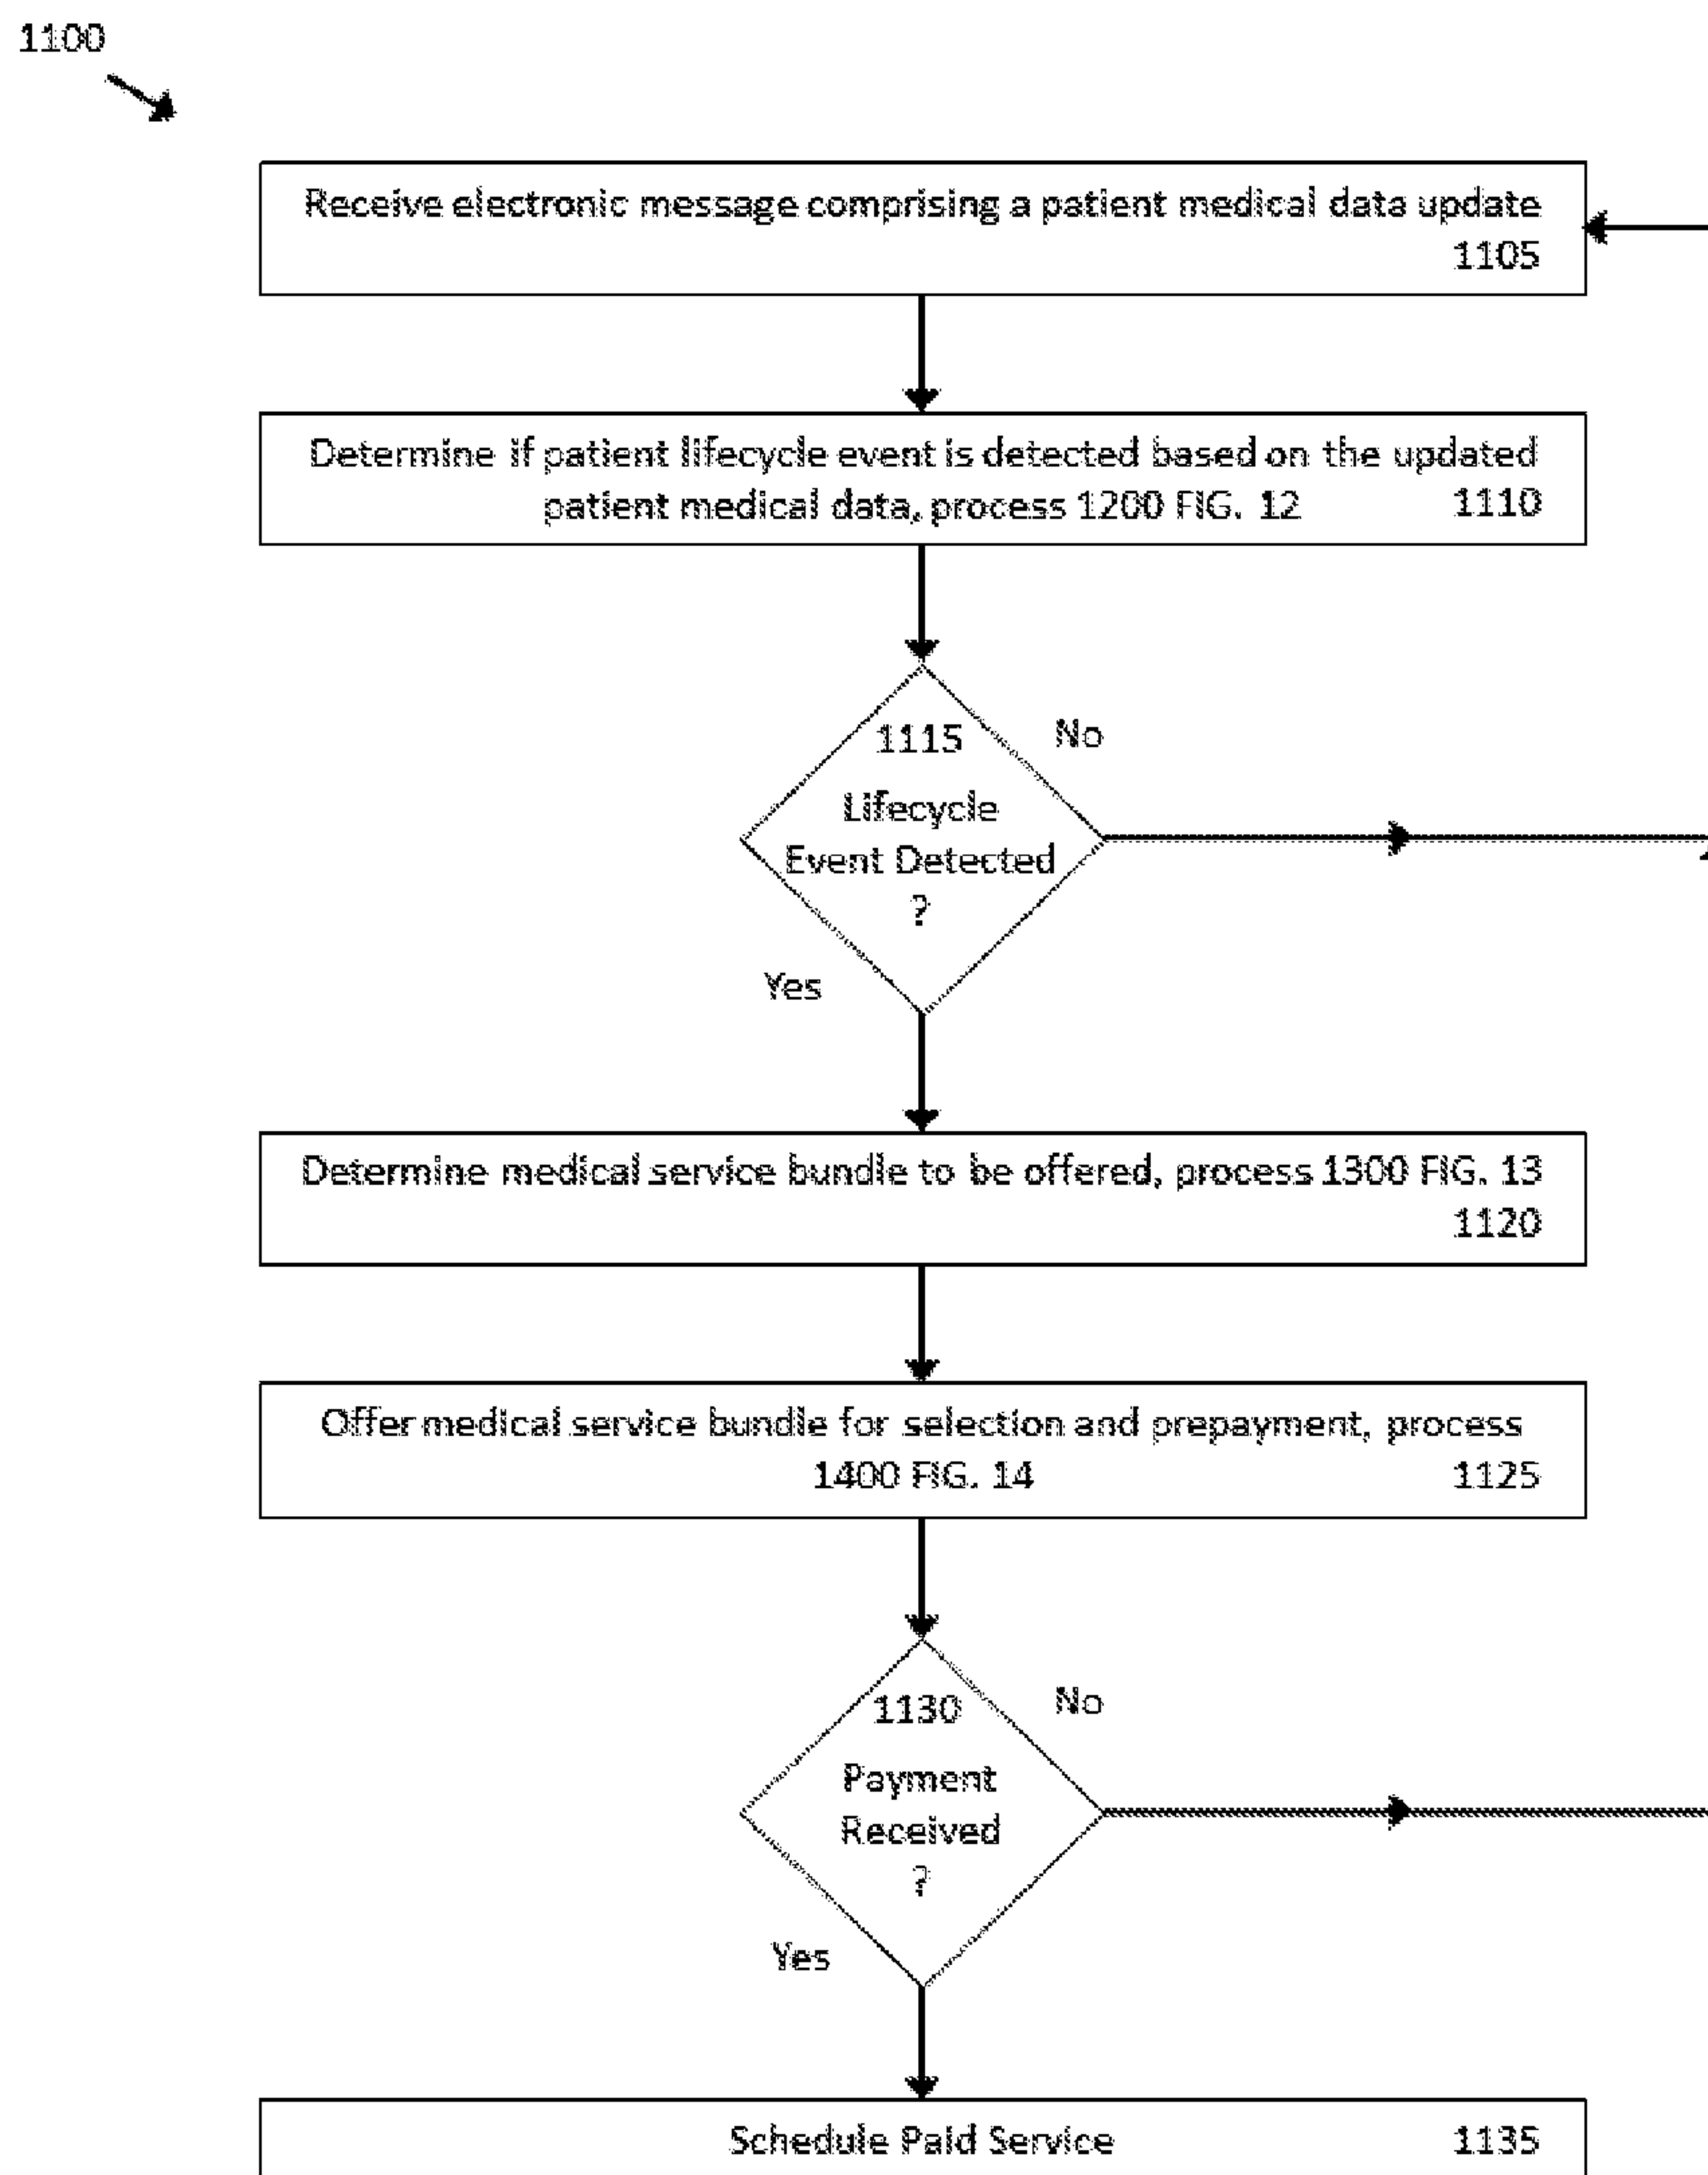 1100
Receive electronic message comprising a patient medical data update
1105
Determine if patient lifecycle event is detected based on the updated
patient medical data, process 1200 FIG. 12 1110
1115
No
Lifecycle
Event Detected
?
Yes
Determine medical service bundle to be offered, process 1300 FIG. 13
1120
Offer medical service bundle for selection and prepayment, process
1400 FIG. 14 1125
1130
No
Payment
Received
?
Yes
Schedule Paid Service 1135